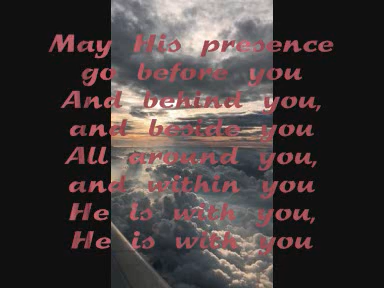 May His presence
go before you
And behind you,
and beside you
All around you,
and within you
He is with you,
He is with you